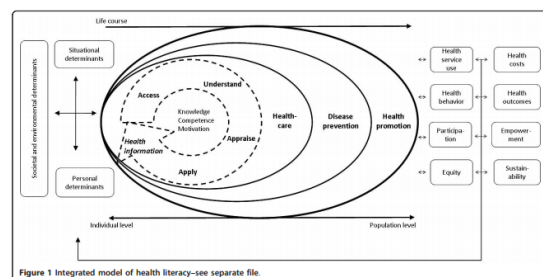 Life course
Societal and environmental determinants
Situational
determinants
Personal
determinants
Access
Understand
Knowledge
Competence
Motivation
Health
information
Appraise
Apply
Health-
care
Disease
prevention
Health
promotion
Health
service
use
Health
costs
Health
behavior
Health
outcomes
Participa-
tion
Empower-
ment
Equity
Sustain-
ability
Individual level
Population level
Figure 1 Integrated model of health literacy–see separate file.